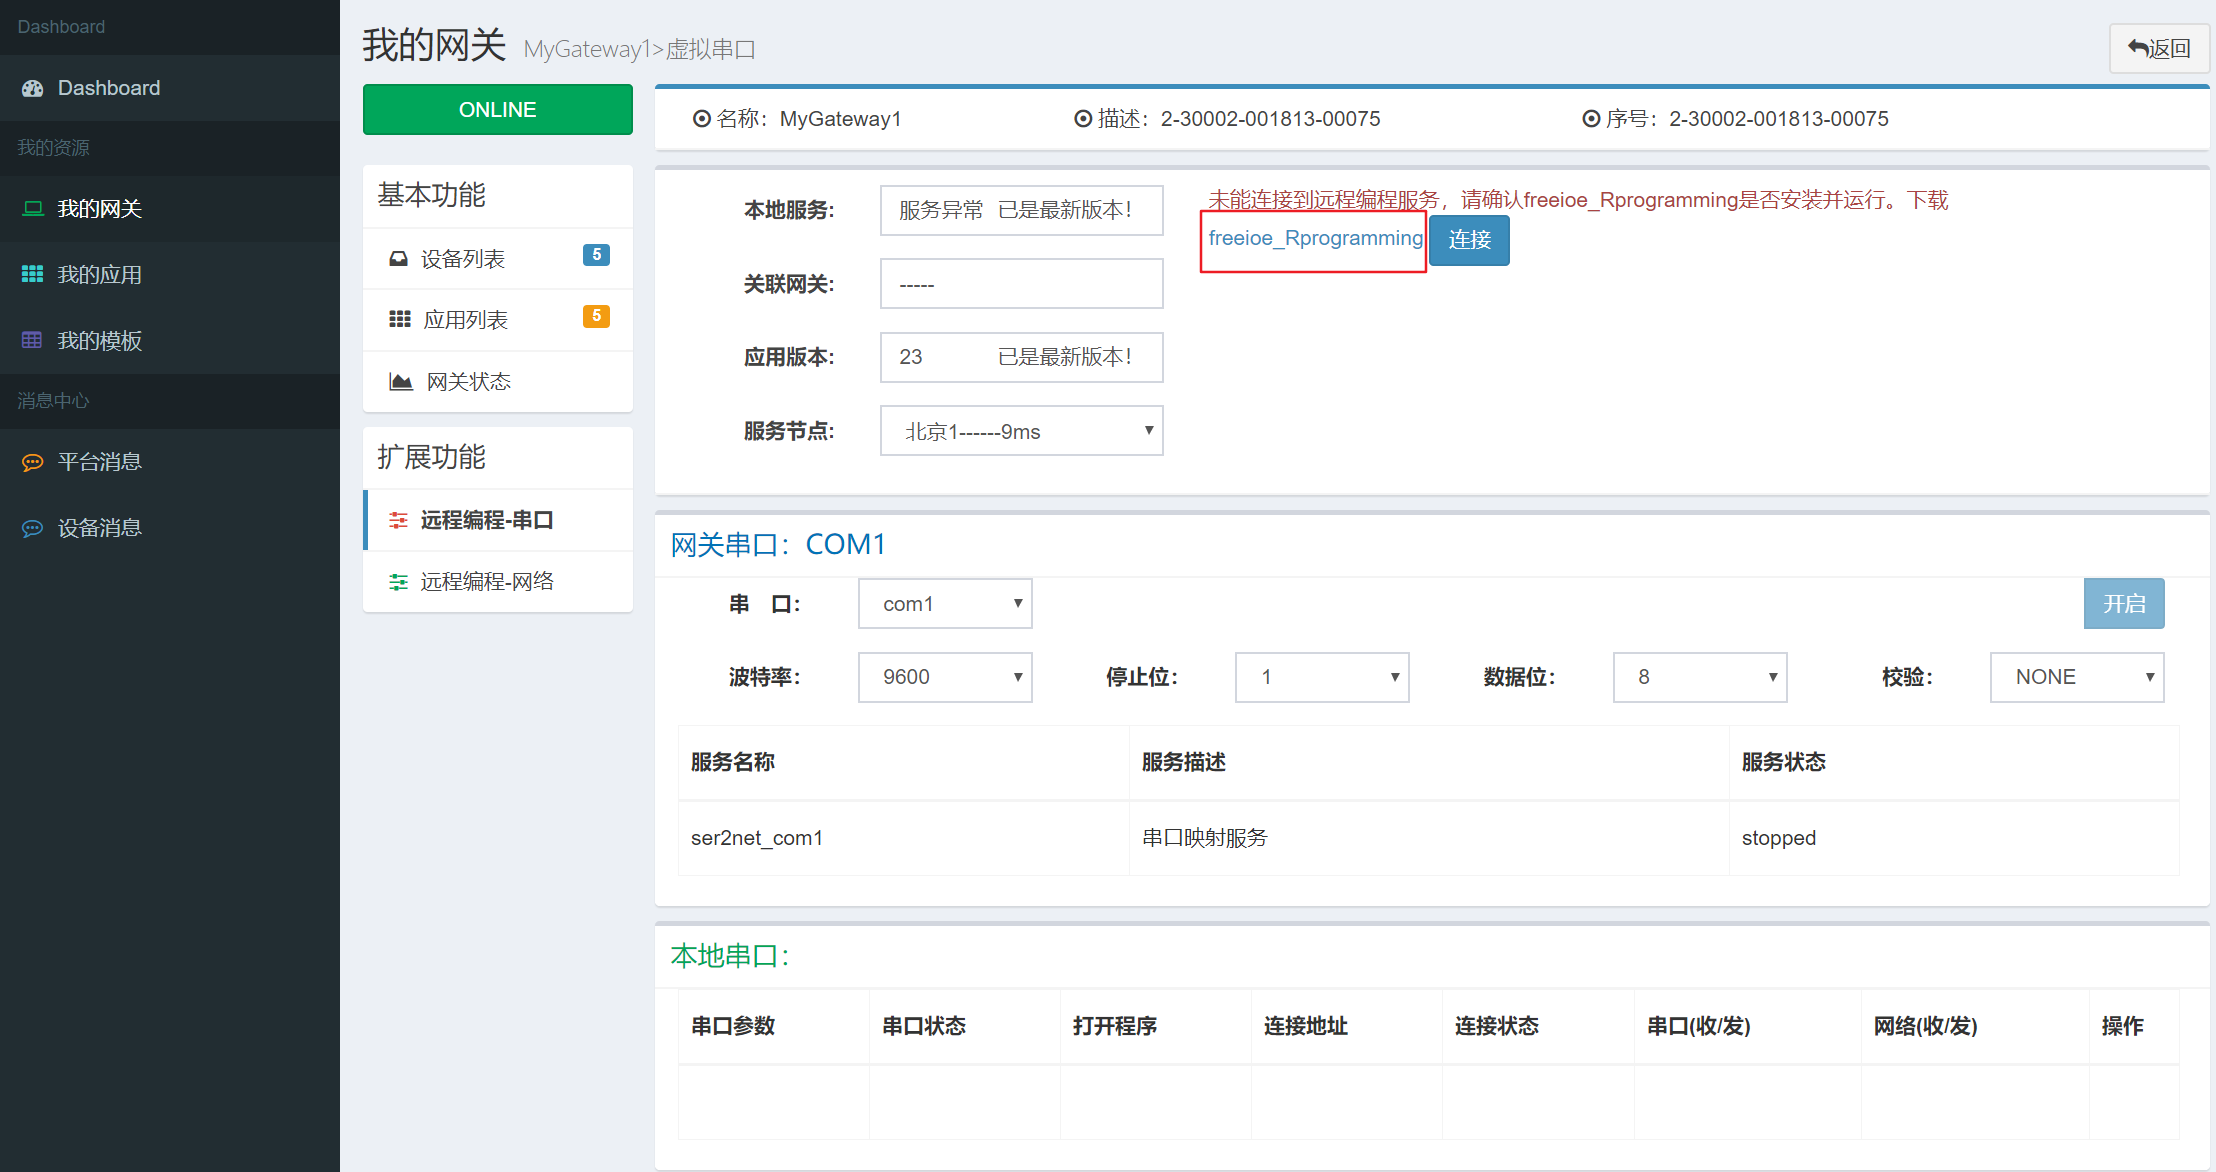 Dashboard
Dashboard
我的资源
我的网关
我的应用
我的模板
消息中心
平台消息
设备消息
我的网关 MyGateway1>虚拟串口
返回
ONLINE
基本功能
设备列表 5
应用列表 5
网关状态
扩展功能
远程编程-串口
远程编程-网络
名称：MyGateway1 描述：2-30002-001813-00075 序号：2-30002-001813-00075
本地服务: 服务异常 已是最新版本！
关联网关: -----
应用版本: 23 已是最新版本！
服务节点: 北京1------9ms
未能连接到远程编程服务，请确认freeioe_Rprogramming是否安装并运行。下载
freeioe_Rprogramming 连接
网关串口：COM1
串 口： com1 开启
波特率： 9600 停止位： 1 数据位： 8 校验： NONE
服务名称 服务描述 服务状态
ser2net_com1 串口映射服务 stopped
本地串口：
串口参数 串口状态 打开程序 连接地址 连接状态 串口(收/发) 网络(收/发) 操作